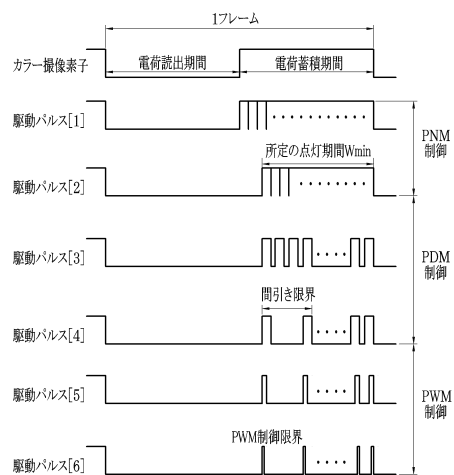 1フレーム
カラー撮像素子
電荷読出期間
電荷蓄積期間
駆動パルス[1]
PNM
制御
所定の点灯期間Wmin
駆動パルス[2]
駆動パルス[3]
PDM
制御
間引き限界
駆動パルス[4]
駆動パルス[5]
PWM
制御
PWM制御限界
駆動パルス[6]